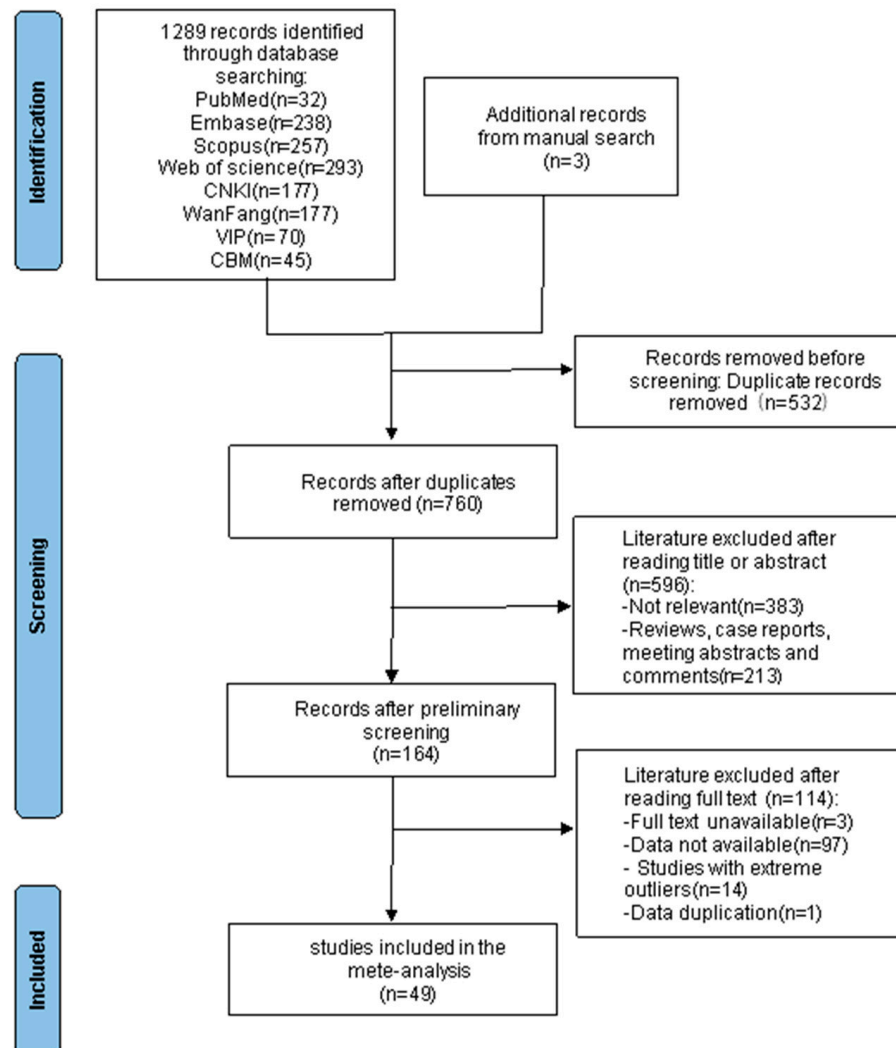 Identification
1289 records identified
through database
searching:
PubMed(n=32)
Embase(n=238)
Scopus(n=257)
Web of science(n=293)
CNKI(n=177)
WanFang(n=177)
VIP(n=70)
CBM(n=45)
Additional records
from manual search
(n=3)
Screening
Records removed before
screening: Duplicate records
removed (n=532)
Records after duplicates
removed (n=760)
Literature excluded after
reading title or abstract
(n=596):
-Not relevant(n=383)
-Reviews, case reports,
meeting abstracts and
comments(n=213)
Records after preliminary
screening
(n=164)
Literature excluded after
reading full text (n=114):
-Full text unavailable(n=3)
-Data not available(n=97)
- Studies with extreme
outliers(n=14)
-Data duplication(n=1)
Included
studies included in the
mete-analysis
(n=49)